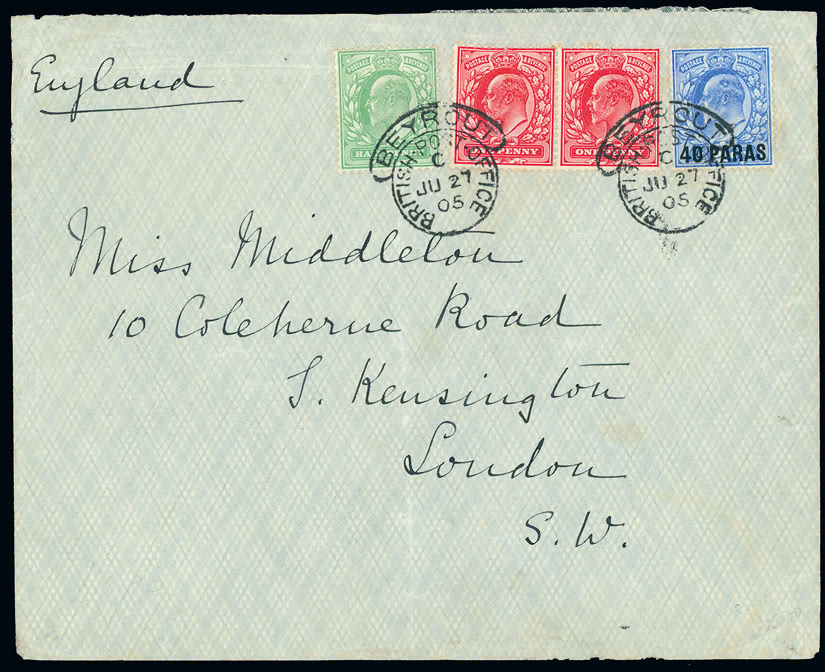 England
POSTAGE & REVENUE
POSTAGE & REVENUE
POSTAGE & REVENUE
POSTAGE & REVENUE
PENNY
ONE PENNY
40 PARAS
BEYROUT
BRITISH POST OFFICE
C
JU 27
05
BEYROUT
BRITISH POST OFFICE
C
JU 27
05
Miss Middleton
10 Coleherne Road
S. Kensington
London
S.W.